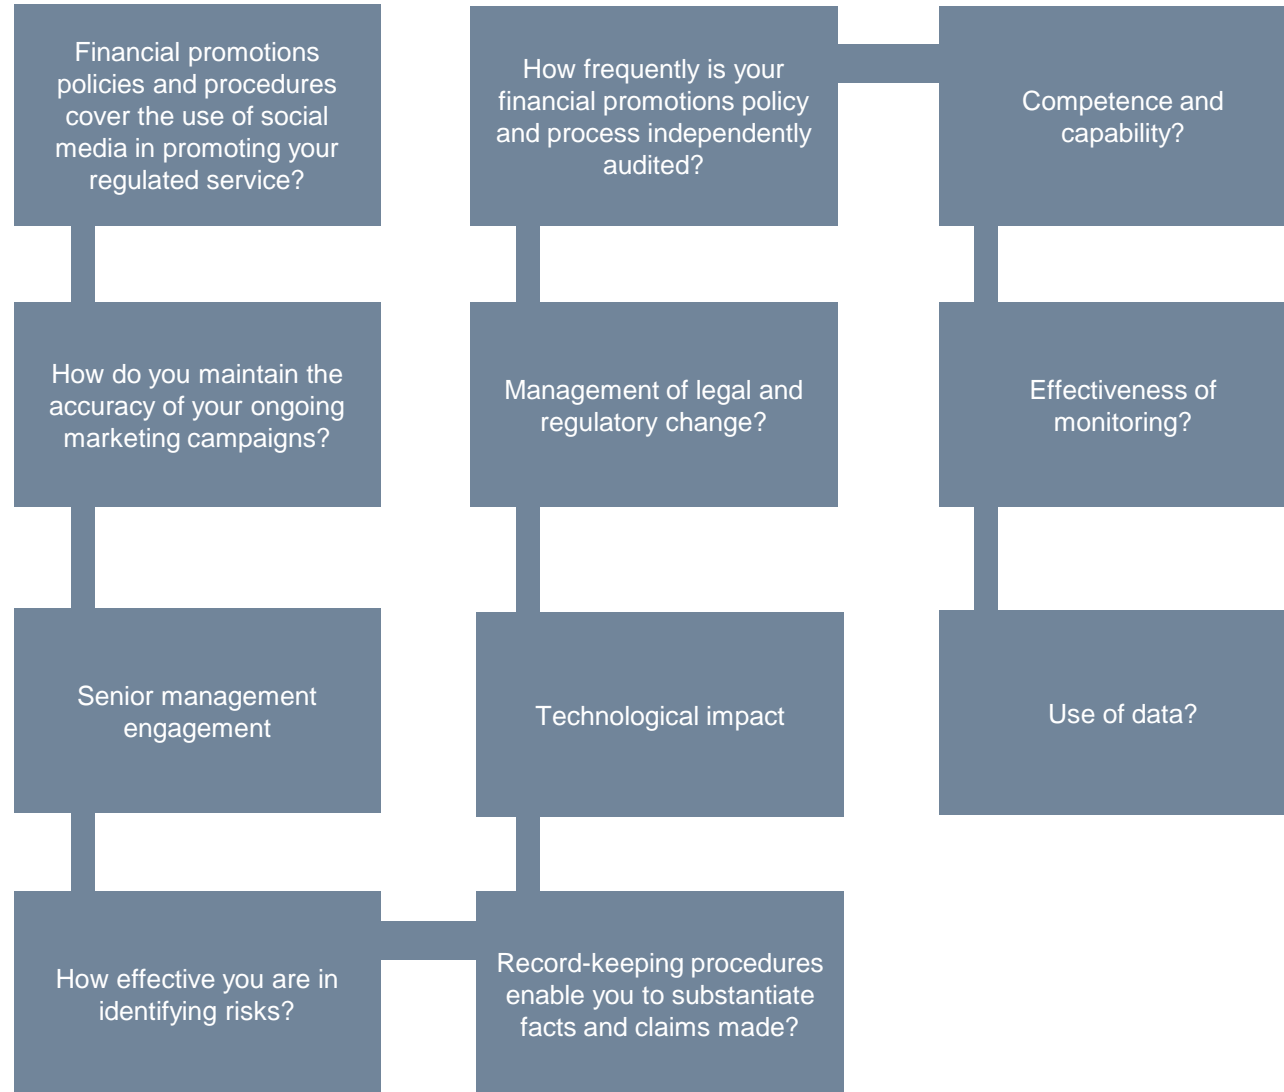 Financial promotions
policies and procedures
cover the use of social
media in promoting your
regulated service?
How do you maintain the
accuracy of your ongoing
marketing campaigns?
Senior management
engagement
How effective you are in
identifying risks?
Record-keeping procedures
enable you to substantiate
facts and claims made?
Technological impact
Management of legal and
regulatory change?
How frequently is your
financial promotions policy
and process independently
audited?
Competence and
capability?
Effectiveness of
monitoring?
Use of data?